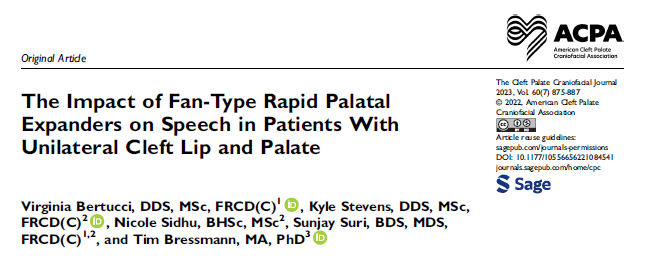 Original Article
ACPA
American Cleft Palate
Craniofacial Association
The Impact of Fan-Type Rapid Palatal
Expanders on Speech in Patients With
Unilateral Cleft Lip and Palate
The Cleft Palate Craniofacial Journal
2023, Vol. 60(7) 875-887
© 2022, American Cleft Palate
Craniofacial Association
Article reuse guidelines:
sagepub.com/journals-permissions
DOI: 10.1177/10556656221084541
journals.sagepub.com/home/cpc
Sage
Virginia Bertucci, DDS, MSc, FRCD(C)1 iD, Kyle Stevens, DDS, MSc,
FRCD(C)2 iD, Nicole Sidhu, BHSc, MSc2, Sunjay Suri, BDS, MDS,
FRCD(C)1,2, and Tim Bressmann, MA, PhD3 iD